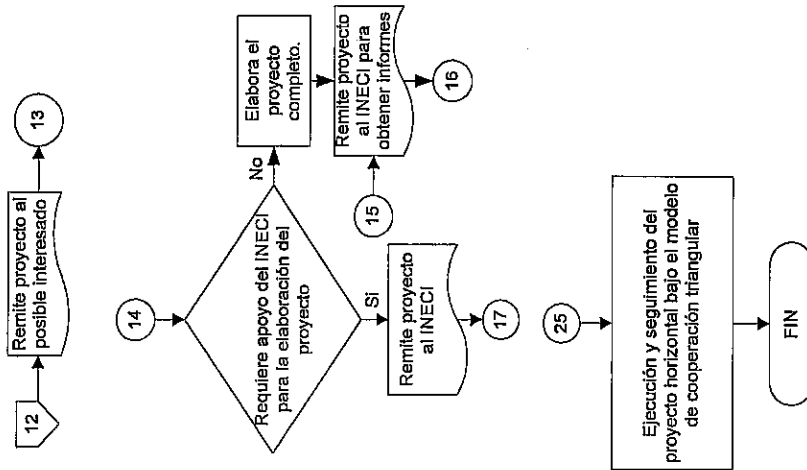 12
Remite proyecto al
posible interesado
13
14
Requiere apoyo del INECI
para la elaboración del
proyecto
No
Elabora el
proyecto
completo.
15
Remite proyecto
al INECI para
obtener informes
16
Si
Remite proyecto
al INECI
17
25
Ejecución y seguimiento del
proyecto horizontal bajo el modelo
de cooperación triangular
FIN